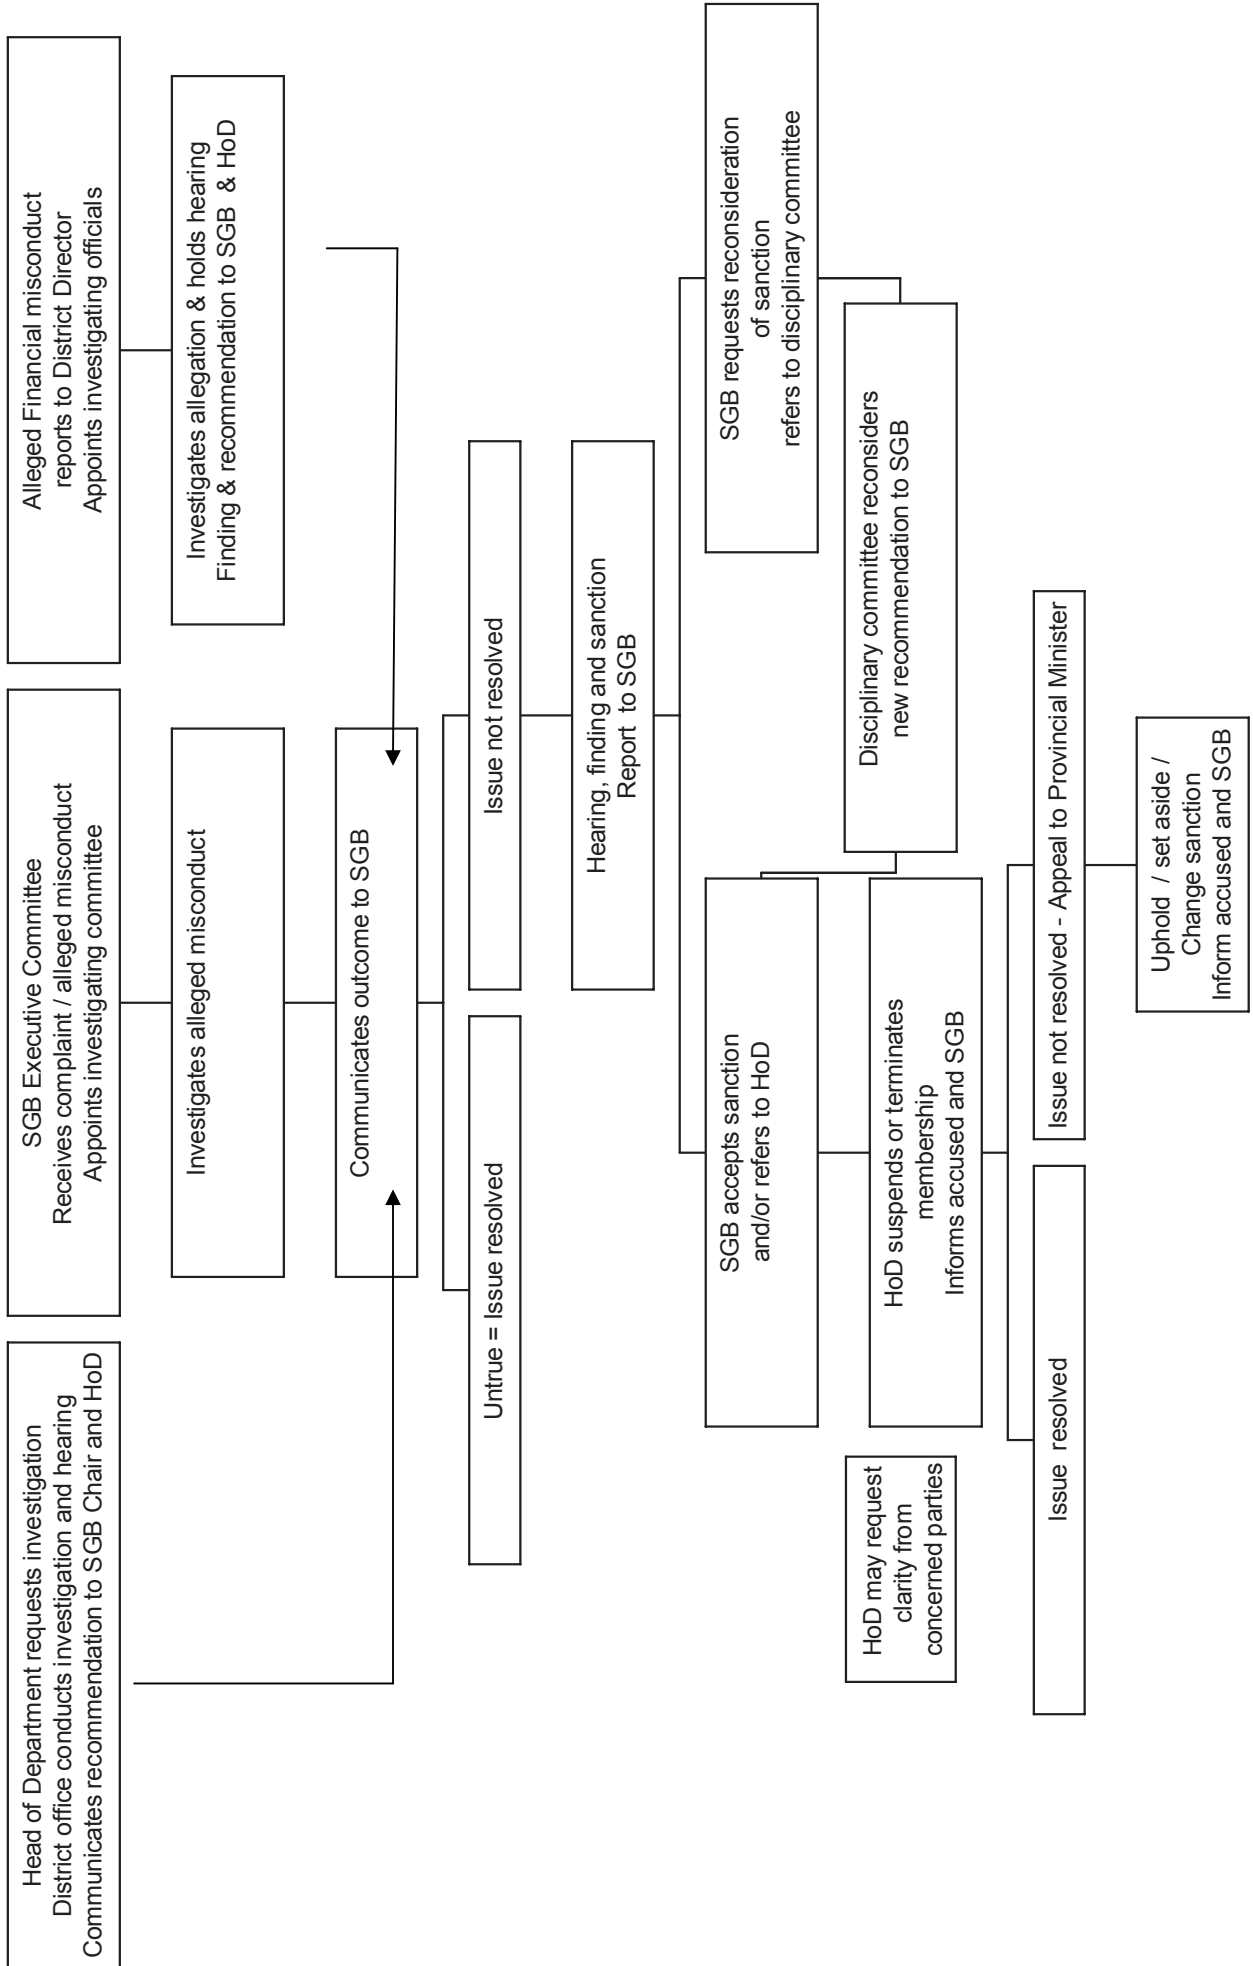 Head of Department requests investigation
District office conducts investigation and hearing
Communicates recommendation to SGB Chair and HoD
SGB Executive Committee
Receives complaint / alleged misconduct
Appoints investigating committee
Alleged Financial misconduct
reports to District Director
Appoints investigating officials
Investigates alleged misconduct
Investigates allegation & holds hearing
Finding & recommendation to SGB & HoD
Communicates outcome to SGB
Untrue = Issue resolved
Issue not resolved
Hearing, finding and sanction
Report to SGB
SGB accepts sanction
and/or refers to HoD
SGB requests reconsideration
of sanction
refers to disciplinary committee
HoD may request
clarity from
concerned parties
HoD suspends or terminates
membership
Informs accused and SGB
Disciplinary committee reconsiders
new recommendation to SGB
Issue resolved
Issue not resolved - Appeal to Provincial Minister
Uphold / set aside /
Change sanction
Inform accused and SGB